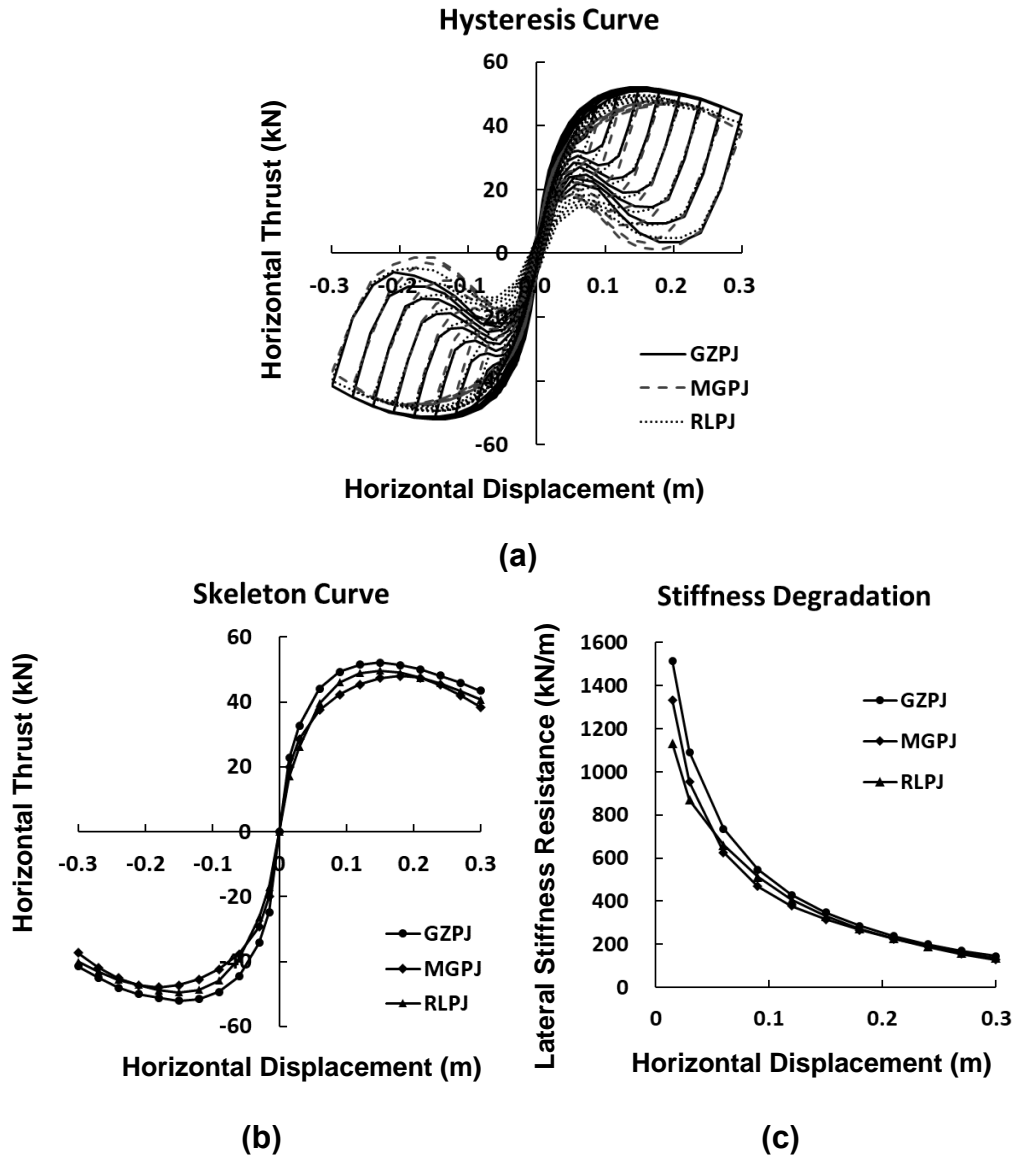 Hysteresis Curve
Horizontal Thrust (kN)
60
40
20
0
-0.3 -0.2 -0.1 0.0 0.1 0.2 0.3
-20
-40
-60
GZPJ
MGPJ
RLPJ
Horizontal Displacement (m)
(a)
Skeleton Curve
Horizontal Thrust (kN)
60
40
20
0
-0.3 -0.2 -0.1 0 0.1 0.2 0.3
-20
-40
-60
GZPJ
MGPJ
RLPJ
Horizontal Displacement (m)
(b)
Stiffness Degradation
Lateral Stiffness Resistance (kN/m)
1600
1400
1200
1000
800
600
400
200
0
0 0.1 0.2 0.3
GZPJ
MGPJ
RLPJ
Horizontal Displacement (m)
(c)